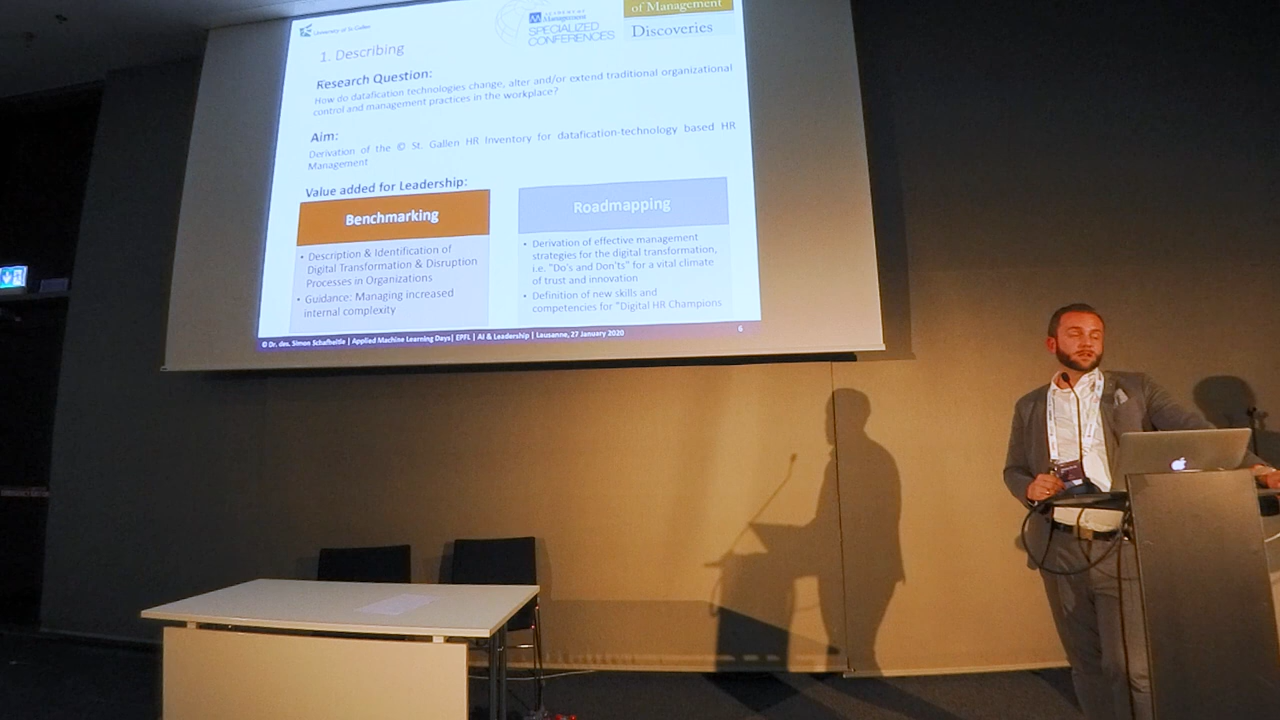 University of St.Gallen
ACADEMY OF
Management
SPECIALIZED
CONFERENCES
of Management
Discoveries
1. Describing
Research Question:
How do datafication technologies change, alter and/or extend traditional organizational
control and management practices in the workplace?
Aim:
Derivation of the © St. Gallen HR Inventory for datafication-technology based HR
Management
Value added for Leadership:
Benchmarking
• Description & Identification of
Digital Transformation & Disruption
Processes in Organizations
• Guidance: Managing increased
internal complexity
Roadmapping
• Derivation of effective management
strategies for the digital transformation,
i.e. "Do's and Don'ts" for a vital climate
of trust and innovation
• Definition of new skills and
competencies for "Digital HR Champions
© Dr. des. Simon Schafheitle | Applied Machine Learning Days| EPFL | AI & Leadership | Lausanne, 27 January 2020
6